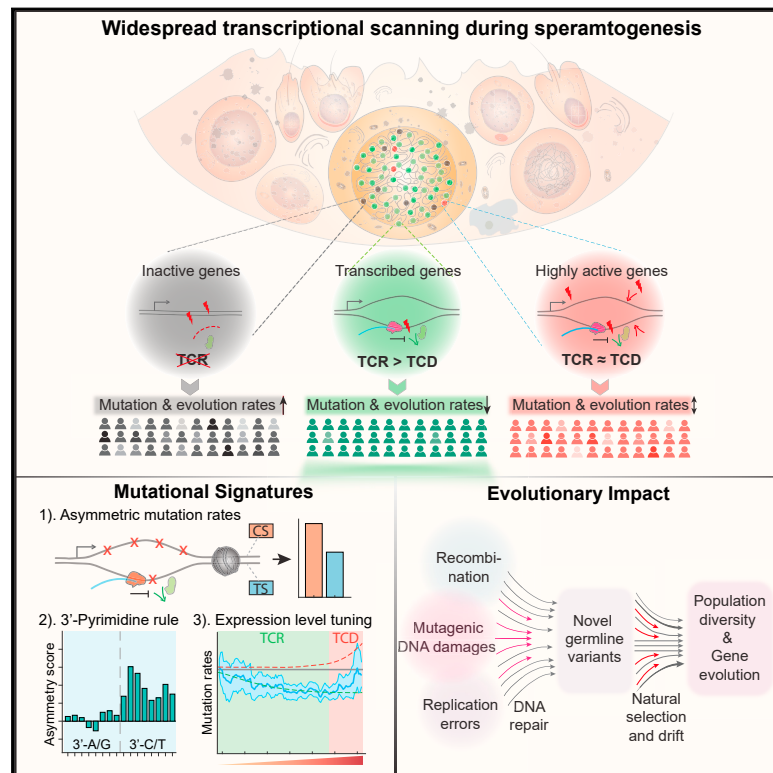 Widespread transcriptional scanning during speramtogenesis
Inactive genes
Transcribed genes
Highly active genes
TCR
TCR > TCD
TCR ≈ TCD
Mutation & evolution rates
Mutation & evolution rates
Mutation & evolution rates
Mutational Signatures
1). Asymmetric mutation rates
CS
TS
2). 3'-Pyrimidine rule
Asymmetry score
3'-A/G
3'-C/T
3). Expression level tuning
TCR
TCD
Mutation rates
Evolutionary Impact
Recombi-
nation
Mutagenic
DNA damages
Replication
errors
DNA
repair
Novel
germline
variants
Natural
selection
and drift
Population
diversity
&
Gene
evolution